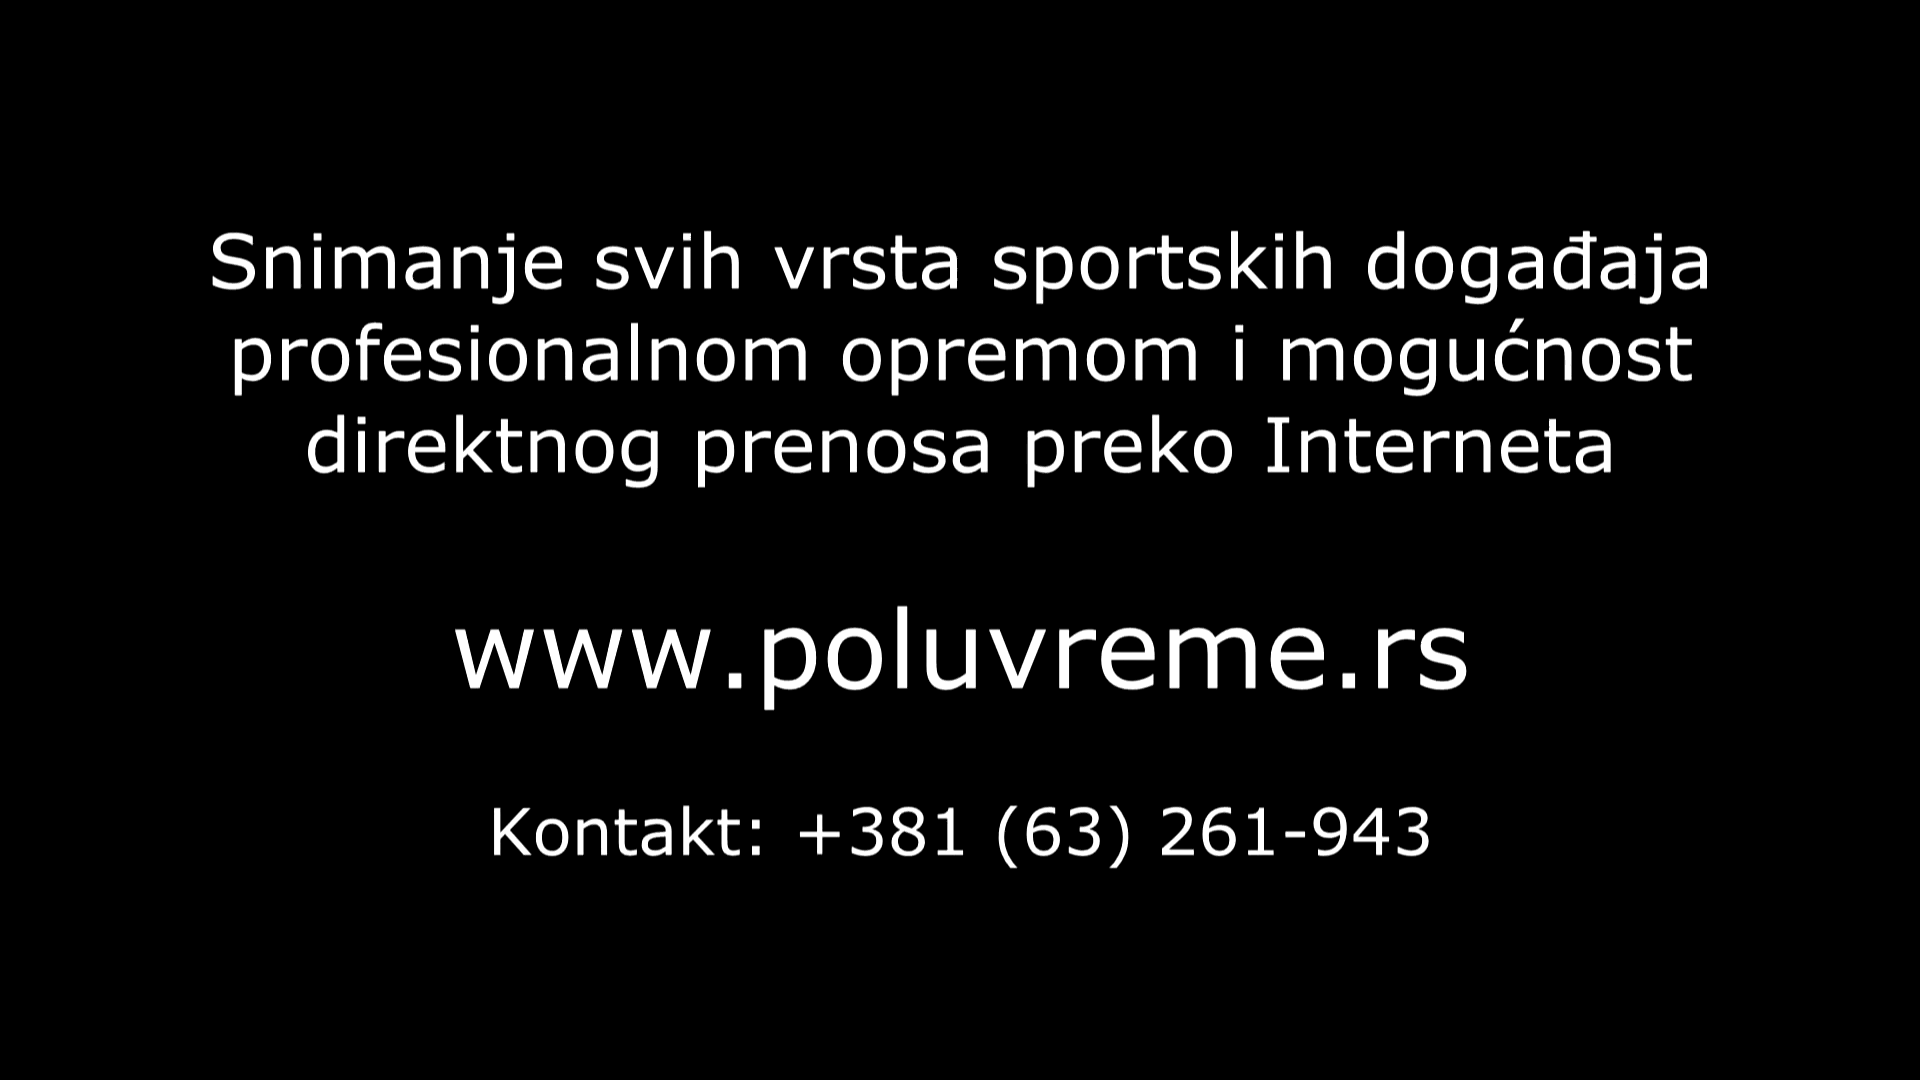 Snimanje svih vrsta sportskih događaja
profesionalnom opremom i mogućnost
direktnog prenosa preko Interneta
www.poluvreme.rs
Kontakt: +381 (63) 261-943